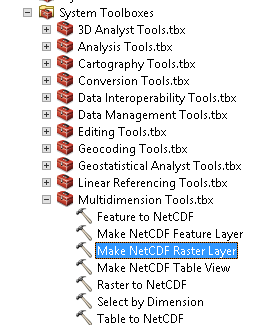 System Toolboxes
3D Analyst Tools.tbx
Analysis Tools.tbx
Cartography Tools.tbx
Conversion Tools.tbx
Data Interoperability Tools.tbx
Data Management Tools.tbx
Editing Tools.tbx
Geocoding Tools.tbx
Geostatistical Analyst Tools.tbx
Linear Referencing Tools.tbx
Multidimension Tools.tbx
Feature to NetCDF
Make NetCDF Feature Layer
Make NetCDF Raster Layer
Make NetCDF Table View
Raster to NetCDF
Select by Dimension
Table to NetCDF